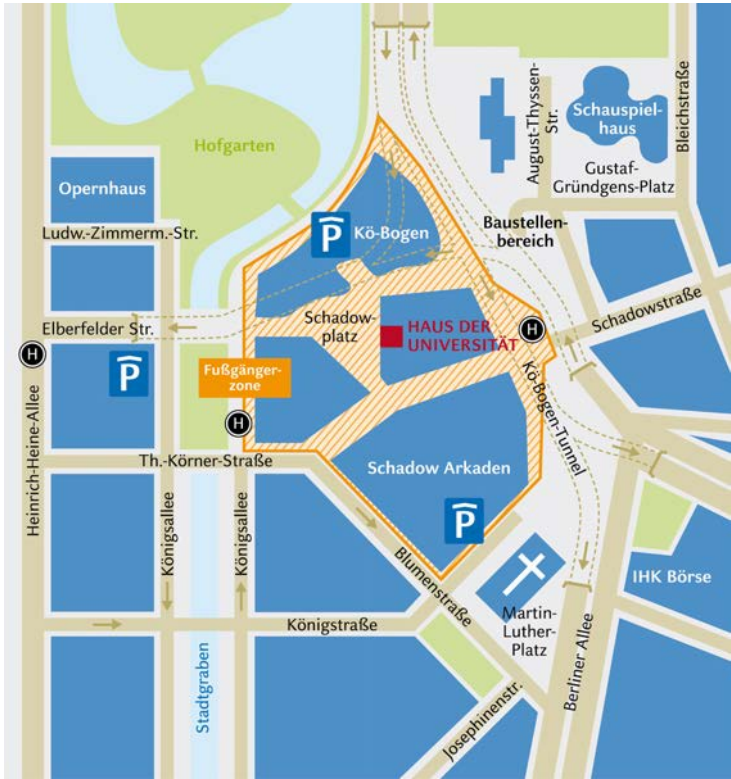 Hofgarten
August-Thyssen-
Str.
Schauspiel-
haus
Bleichstraße
Gustaf-
Gründgens-Platz
Opernhaus
Ludw.-Zimmerm.-Str.
P
Kö-Bogen
Baustellen-
bereich
Elberfelder Str.
Schadow-
platz
HAUS DER
UNIVERSITÄT
H
Schadowstraße
H
P
Fußgänger-
zone
H
Kö-Bogen-Tunnel
Heinrich-Heine-Allee
Th.-Körner-Straße
Schadow Arkaden
P
Königsallee
Königsallee
Blumenstraße
IHK Börse
Königstraße
Martin-
Luther-
Platz
Berliner Allee
Stadtgraben
Josephinenstr.